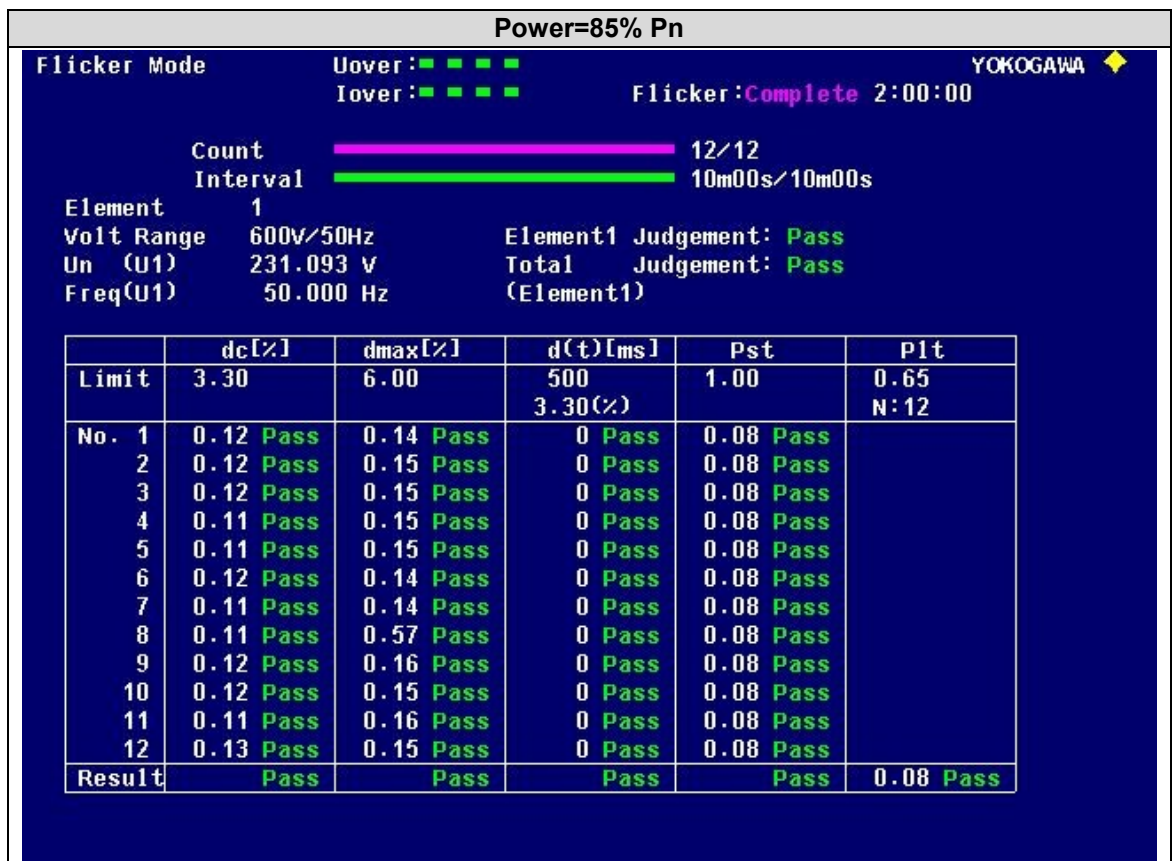 Power=85% Pn
Flicker Mode Uover: YOKOGAWA
Iover: Flicker:Complete 2:00:00
Count 12/12
Interval 10m00s/10m00s
Element 1
Volt Range 600V/50Hz Element1 Judgement: Pass
Un (U1) 231.093 V Total Judgement: Pass
Freq(U1) 50.000 Hz (Element1)
dc[%] dmax[%] d(t)[ms] Pst Plt
Limit 3.30 6.00 500 1.00 0.65
3.30(%) N:12
No. 1 0.12 Pass 0.14 Pass 0 Pass 0.08 Pass
2 0.12 Pass 0.15 Pass 0 Pass 0.08 Pass
3 0.12 Pass 0.15 Pass 0 Pass 0.08 Pass
4 0.11 Pass 0.15 Pass 0 Pass 0.08 Pass
5 0.11 Pass 0.15 Pass 0 Pass 0.08 Pass
6 0.12 Pass 0.14 Pass 0 Pass 0.08 Pass
7 0.11 Pass 0.14 Pass 0 Pass 0.08 Pass
8 0.11 Pass 0.57 Pass 0 Pass 0.08 Pass
9 0.12 Pass 0.16 Pass 0 Pass 0.08 Pass
10 0.12 Pass 0.15 Pass 0 Pass 0.08 Pass
11 0.11 Pass 0.16 Pass 0 Pass 0.08 Pass
12 0.13 Pass 0.15 Pass 0 Pass 0.08 Pass
Result Pass Pass Pass Pass 0.08 Pass